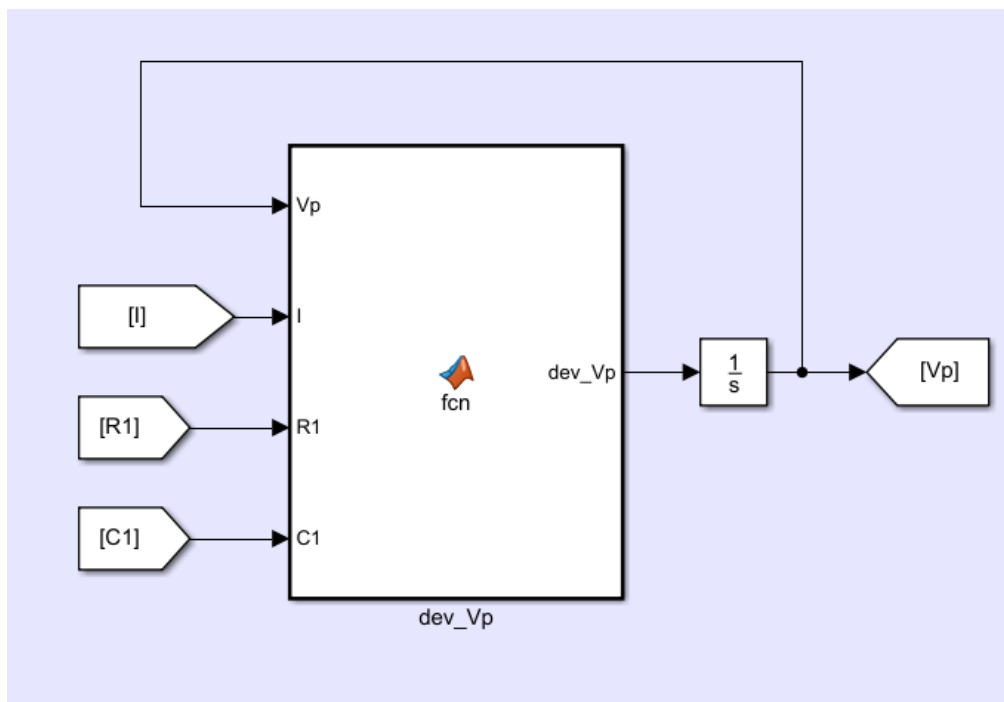 Vp
[I]
I
dev_Vp
1
s
[Vp]
fcn
[R1]
R1
[C1]
C1
dev_Vp